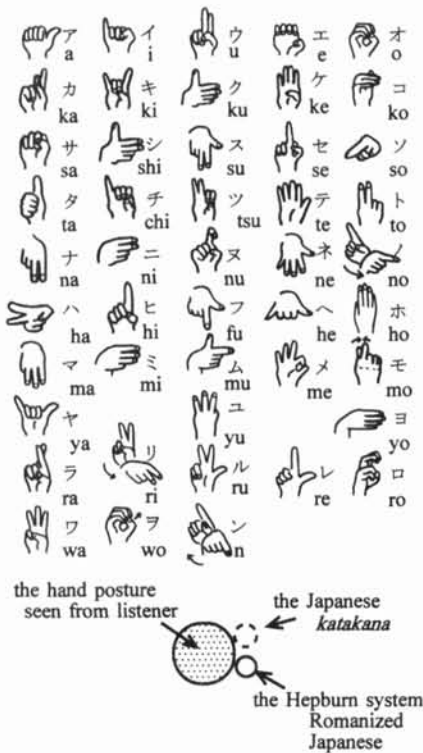 ア イ ウ エ オ
a i u e o
カ キ ク ケ コ
ka ki ku ke ko
サ シ ス セ ソ
sa shi su se so
タ チ ツ テ ト
ta chi tsu te to
ナ ニ ヌ ネ ノ
na ni nu ne no
ハ ヒ フ ヘ ホ
ha hi fu he ho
マ ミ ム メ モ
ma mi mu me mo
ヤ ユ ヨ
ya yu yo
ラ リ ル レ ロ
ra ri ru re ro
ワ ヲ ン
wa wo n
the hand posture
seen from listener
the Japanese
katakana
the Hepburn system
Romanized
Japanese